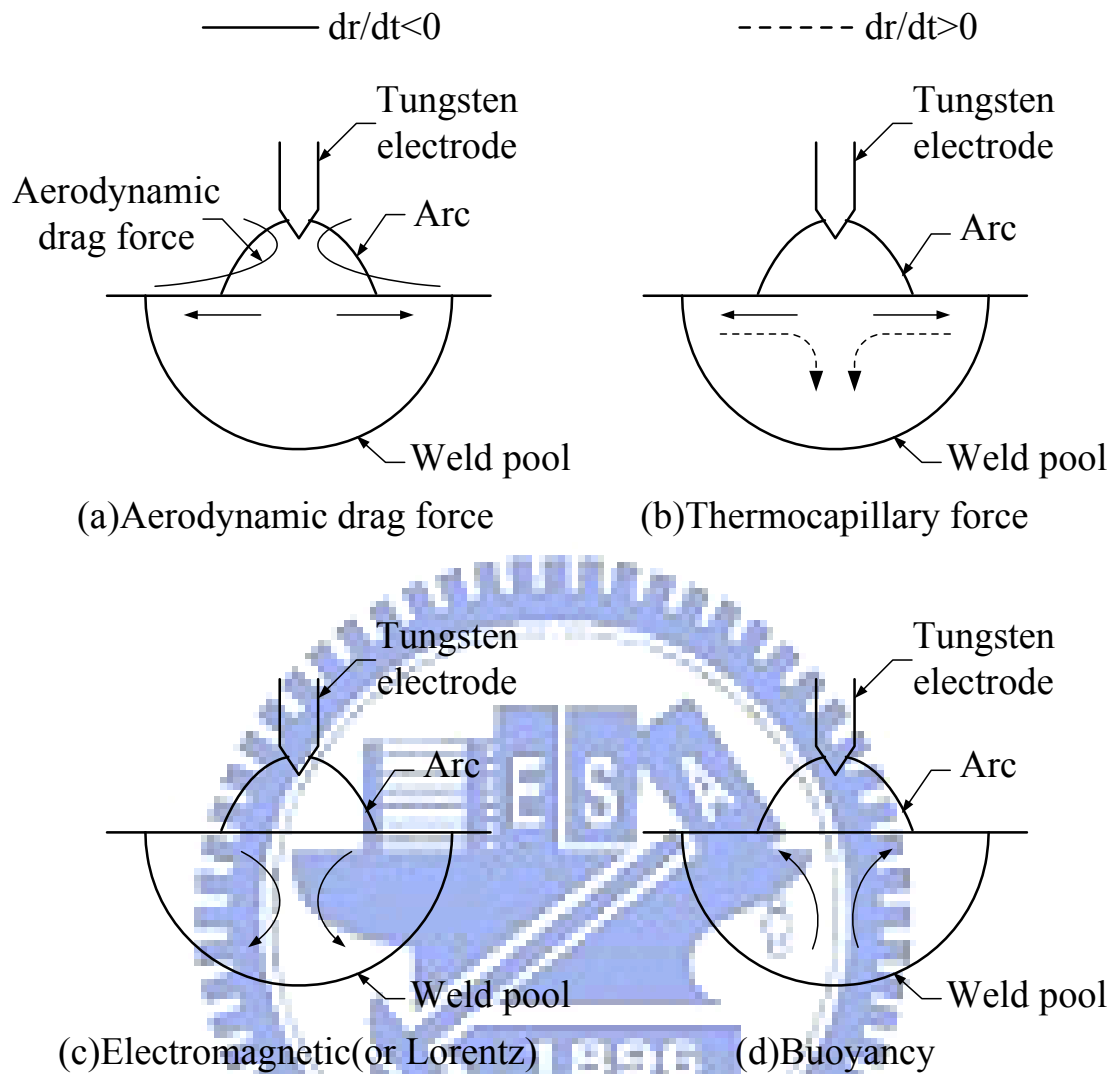 dr/dt<0
dr/dt>0
Tungsten
electrode
Aerodynamic
drag force
Arc
Weld pool
(a)Aerodynamic drag force
Tungsten
electrode
Arc
Weld pool
(b)Thermocapillary force
Tungsten
electrode
Arc
Weld pool
(c)Electromagnetic(or Lorentz)
Tungsten
electrode
Arc
Weld pool
(d)Buoyancy
E S A
1896